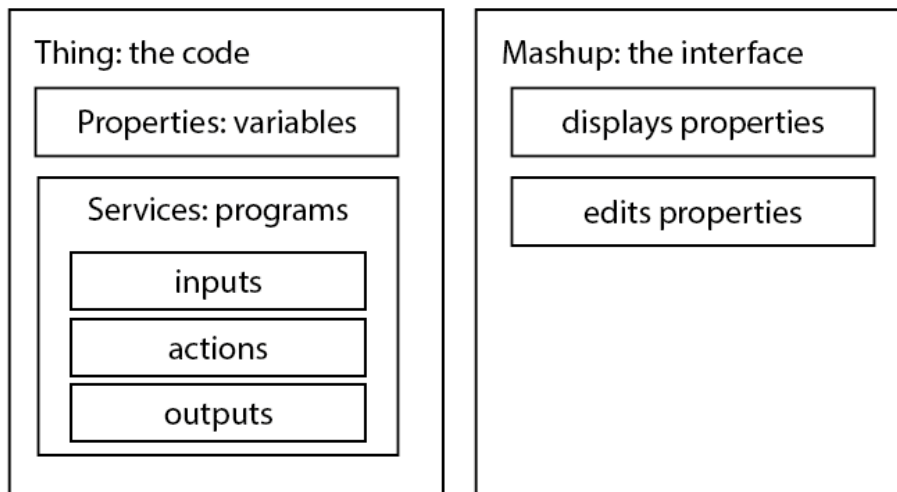 Thing: the code
Properties: variables
Services: programs
inputs
actions
outputs
Mashup: the interface
displays properties
edits properties